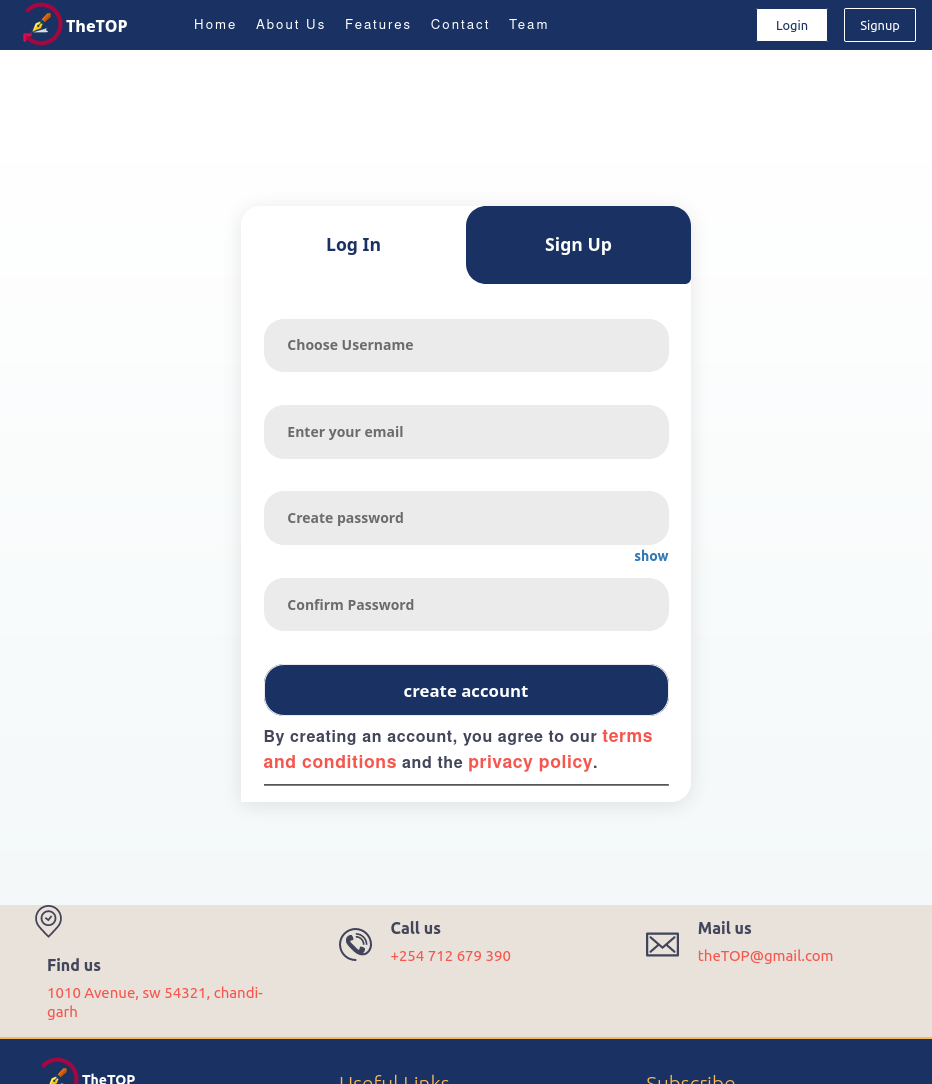 TheTOP
Home About Us Features Contact Team
Login Signup
Log In
Sign Up
Choose Username
Enter your email
Create password
show
Confirm Password
create account
By creating an account, you agree to our terms
and conditions and the privacy policy.
Find us
1010 Avenue, sw 54321, chandi-
garh
Call us
+254 712 679 390
Mail us
theTOP@gmail.com
TheTOP
Useful Links
Subscribe